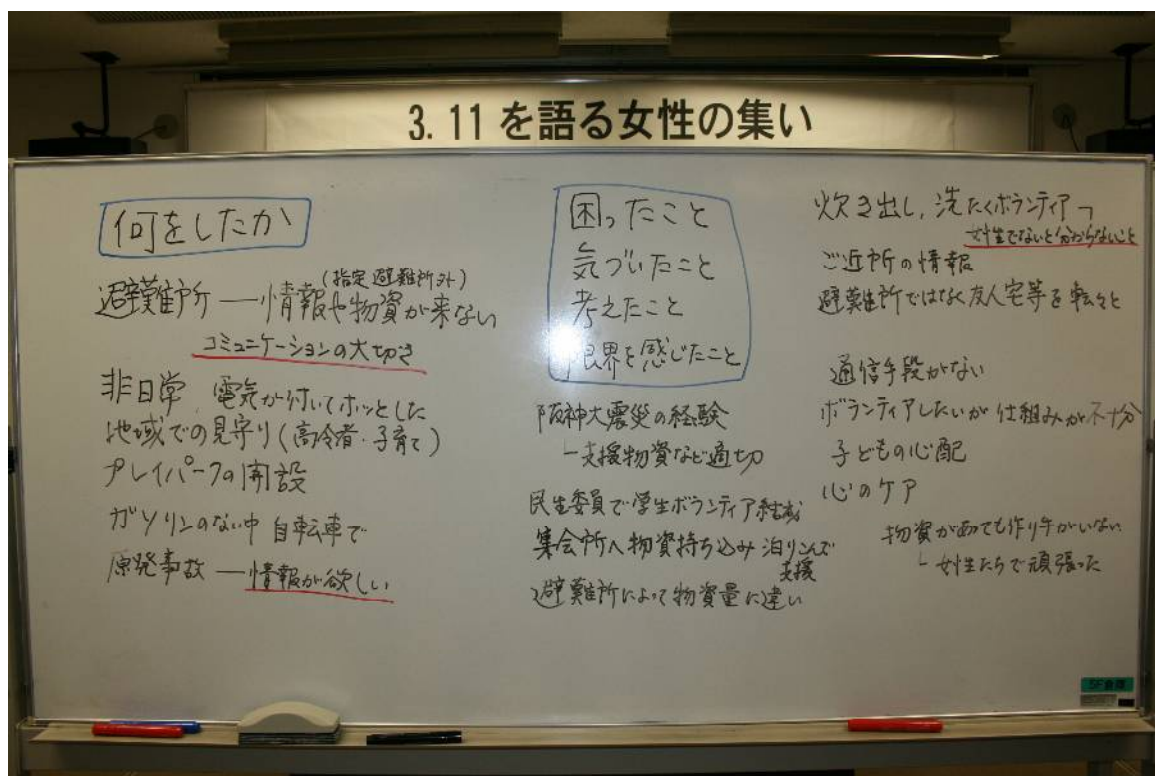 3.11を語る女性の集い
何をしたか
(指定避難所外)
避難所 ― 情報や物資が来ない
コミュニケーションの大切さ
非日常 電気が付いてホッとした
地域での見守り(高令者・子育て)
プレイパークの開設
ガソリンのない中 自転車で
原発事故 ― 情報が欲しい
困ったこと
気づいたこと
考えたこと
限界を感じたこと
阪神大震災の経験
└支援物資など適切
民生委員で学生ボランティア結成
集会所へ物資持ち込み 泊りこんで
支援
避難所によって物資量に違い
炊き出し,洗たくボランティア┐
女性でないと分からないこと
ご近所の情報
避難所ではなく友人宅等を転々と
通信手段がない
ボランティアしたいが仕組みが不十分
子どもの心配
心のケア
物資があっても作り手がいない
└女性たちで頑張った